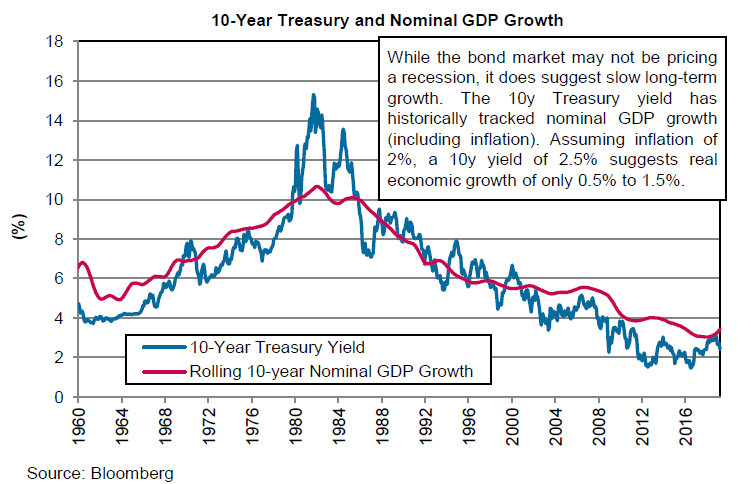 10-Year Treasury and Nominal GDP Growth
While the bond market may not be pricing
a recession, it does suggest slow long-term
growth. The 10y Treasury yield has
historically tracked nominal GDP growth
(including inflation). Assuming inflation of
2%, a 10y yield of 2.5% suggests real
economic growth of only 0.5% to 1.5%.
(%)
18
16
14
12
10
8
6
4
2
0
10-Year Treasury Yield
Rolling 10-year Nominal GDP Growth
1960
1964
1968
1972
1976
1980
1984
1988
1992
1996
2000
2004
2008
2012
2016
Source: Bloomberg